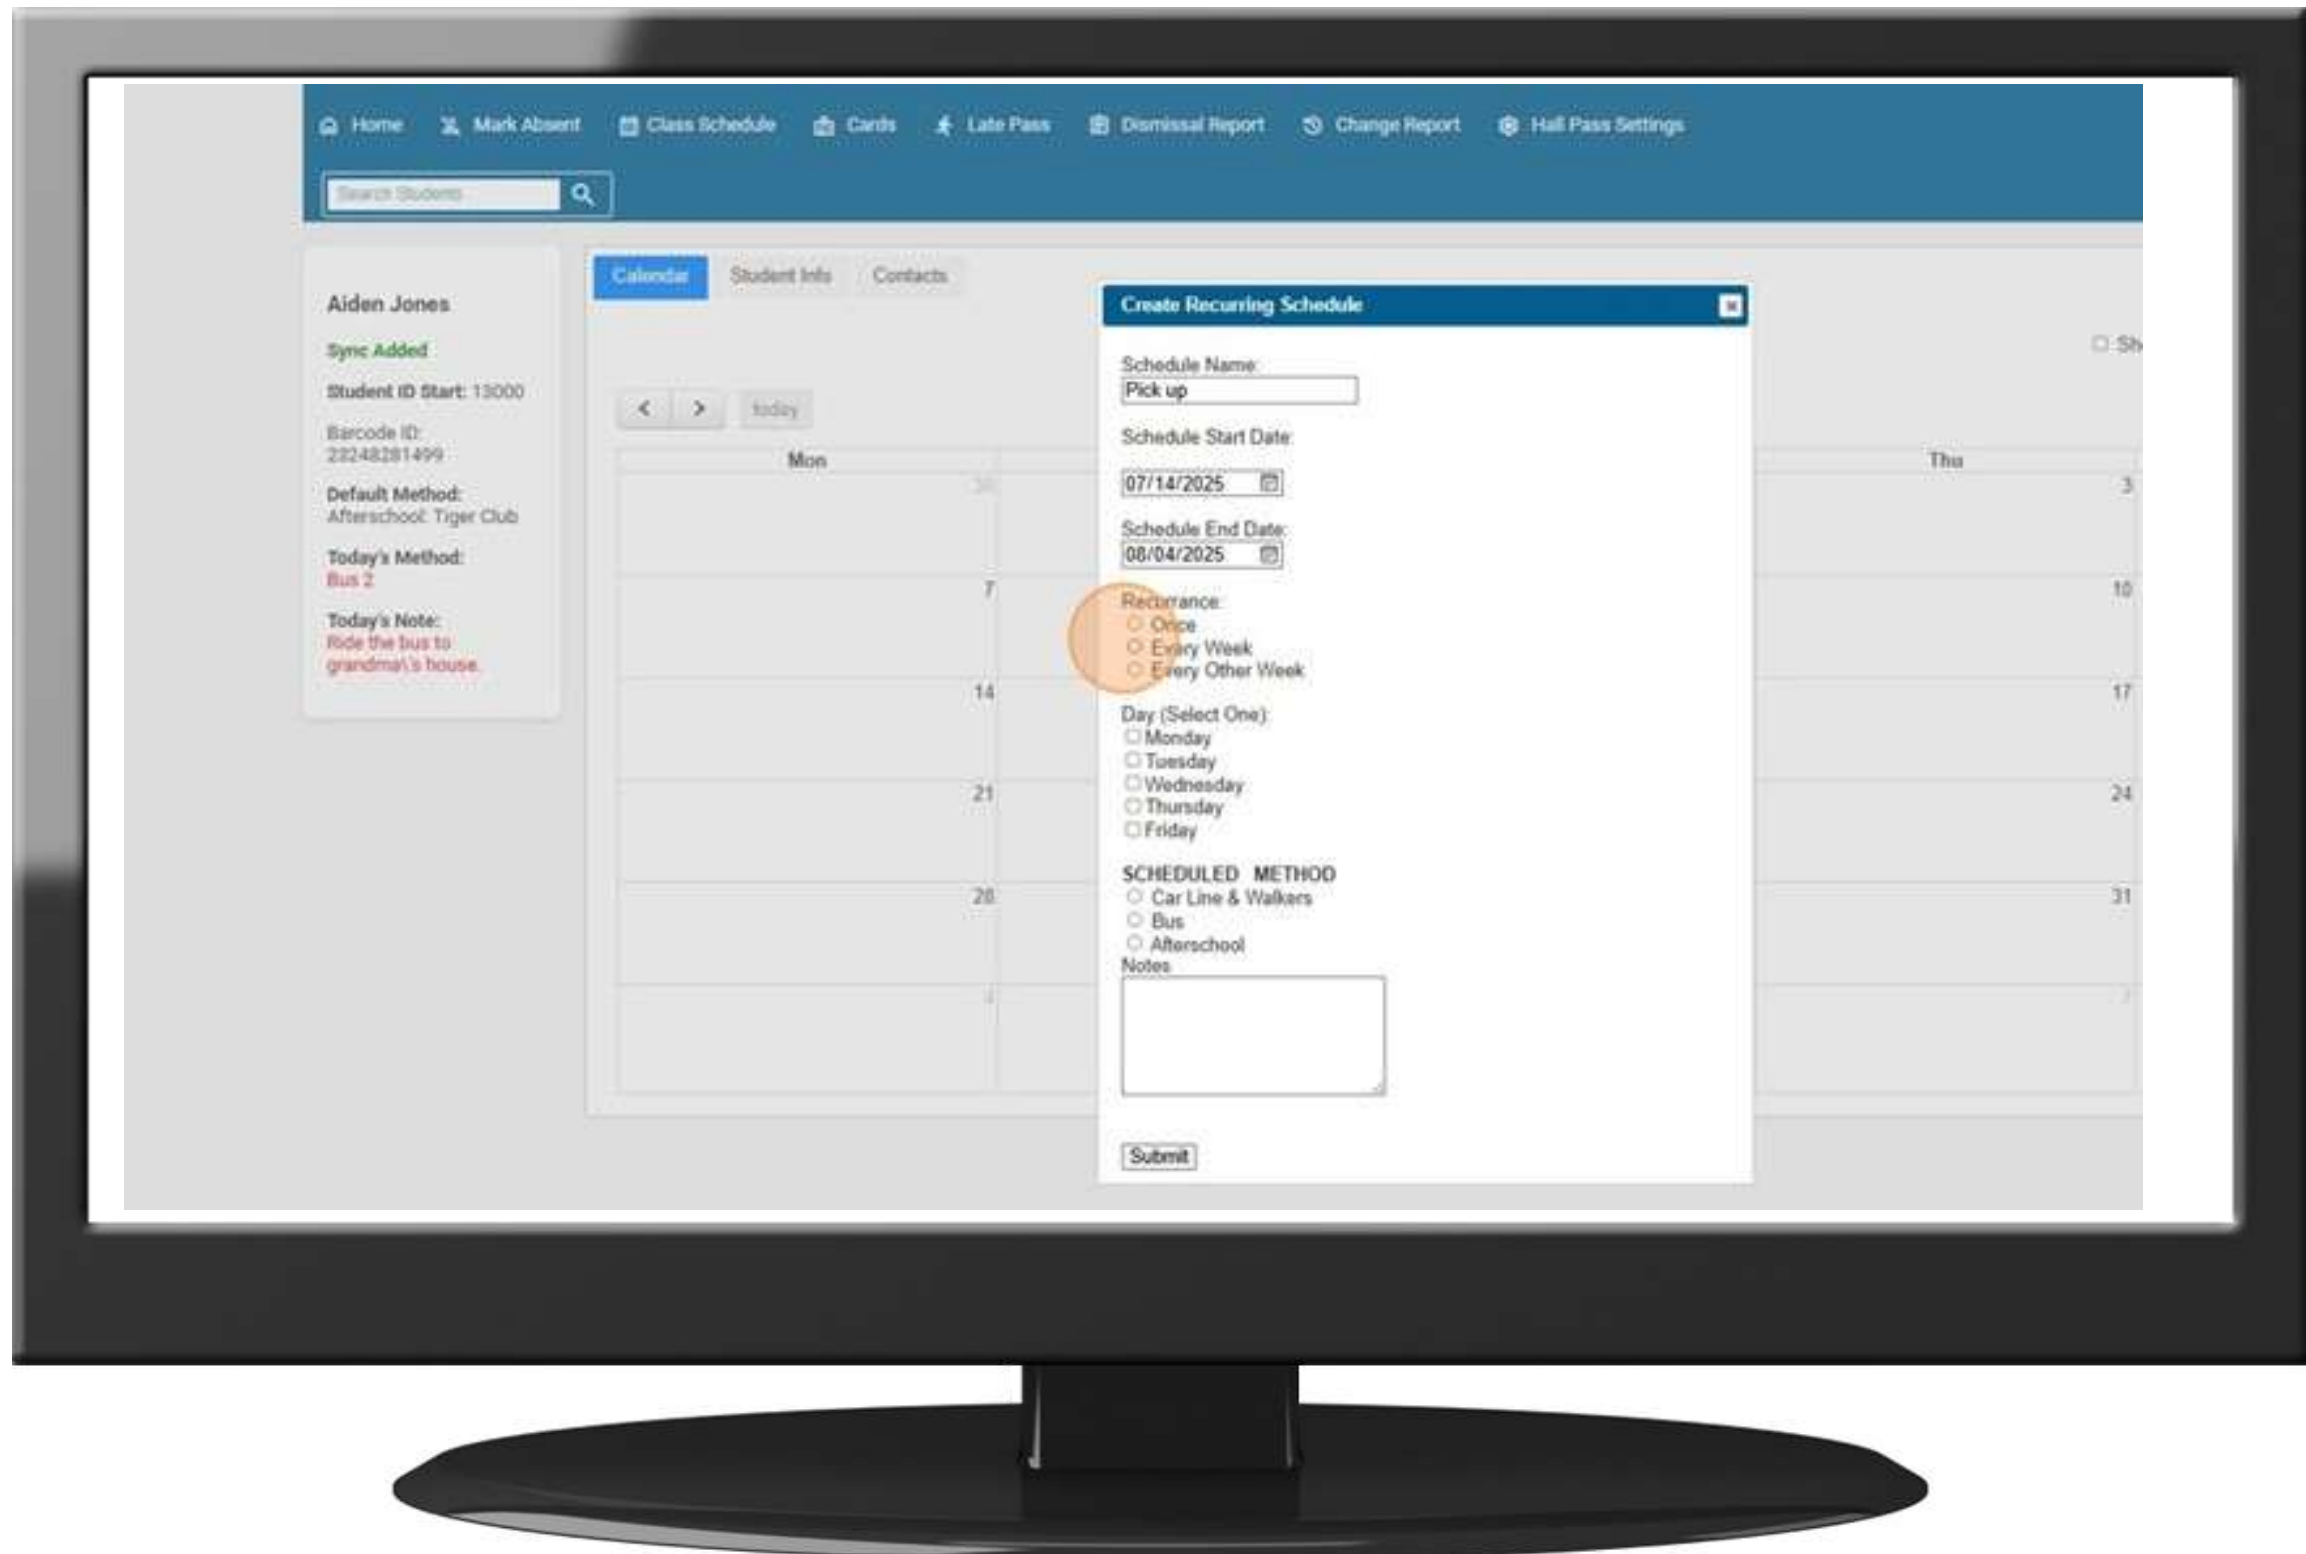 Home Mark Absent Class Schedule Cards Late Pass Dismissal Report Change Report Hall Pass Settings
Search Students
Aiden Jones
Sync Added
Student ID Start: 13000
Barcode ID:
23248281499
Default Method:
Afterschool: Tiger Club
Today's Method:
Bus 2
Today's Note:
Ride the bus to
grandma\'s house.
Calendar Student Info Contacts
< > today
Mon Thu
30 3
7 10
14 17
21 24
28 31
4 7
Create Recurring Schedule
Schedule Name:
Pick up
Schedule Start Date:
07/14/2025
Schedule End Date:
08/04/2025
Recurrance:
Once
Every Week
Every Other Week
Day (Select One):
Monday
Tuesday
Wednesday
Thursday
Friday
SCHEDULED METHOD
Car Line & Walkers
Bus
Afterschool
Notes
Submit